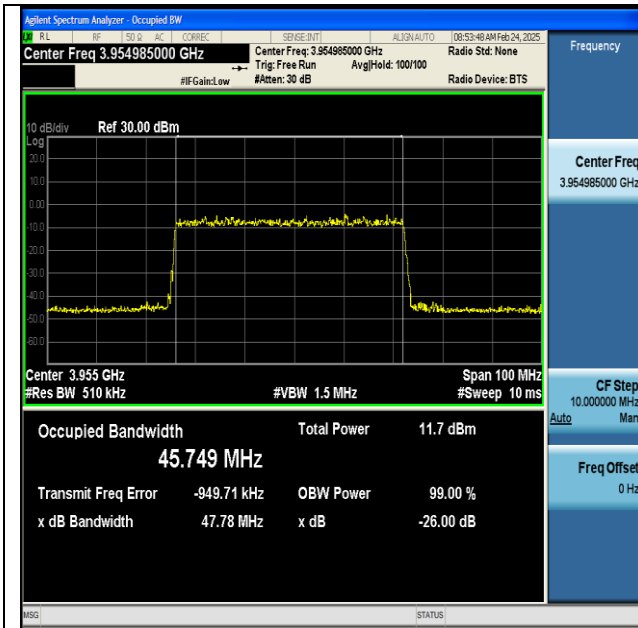 Agilent Spectrum Analyzer - Occupied BW
LXI RL RF 50 Ω AC CORREC SENSE:INT ALIGN AUTO 08:53:48 AM Feb 24, 2025
Center Freq 3.954985000 GHz
Center Freq: 3.954985000 GHz
Radio Std: None
Trig: Free Run Avg|Hold: 100/100
#IFGain:Low #Atten: 30 dB Radio Device: BTS
Frequency
10 dB/div Ref 30.00 dBm
Log
20.0
10.0
0.00
-10.0
-20.0
-30.0
-40.0
-50.0
-60.0
Center 3.955 GHz Span 100 MHz
#Res BW 510 kHz #VBW 1.5 MHz #Sweep 10 ms
Occupied Bandwidth Total Power 11.7 dBm
45.749 MHz
Transmit Freq Error -949.71 kHz OBW Power 99.00 %
x dB Bandwidth 47.78 MHz x dB -26.00 dB
Center Freq
3.954985000 GHz
CF Step
10.000000 MHz
Auto Man
Freq Offset
0 Hz
MSG STATUS